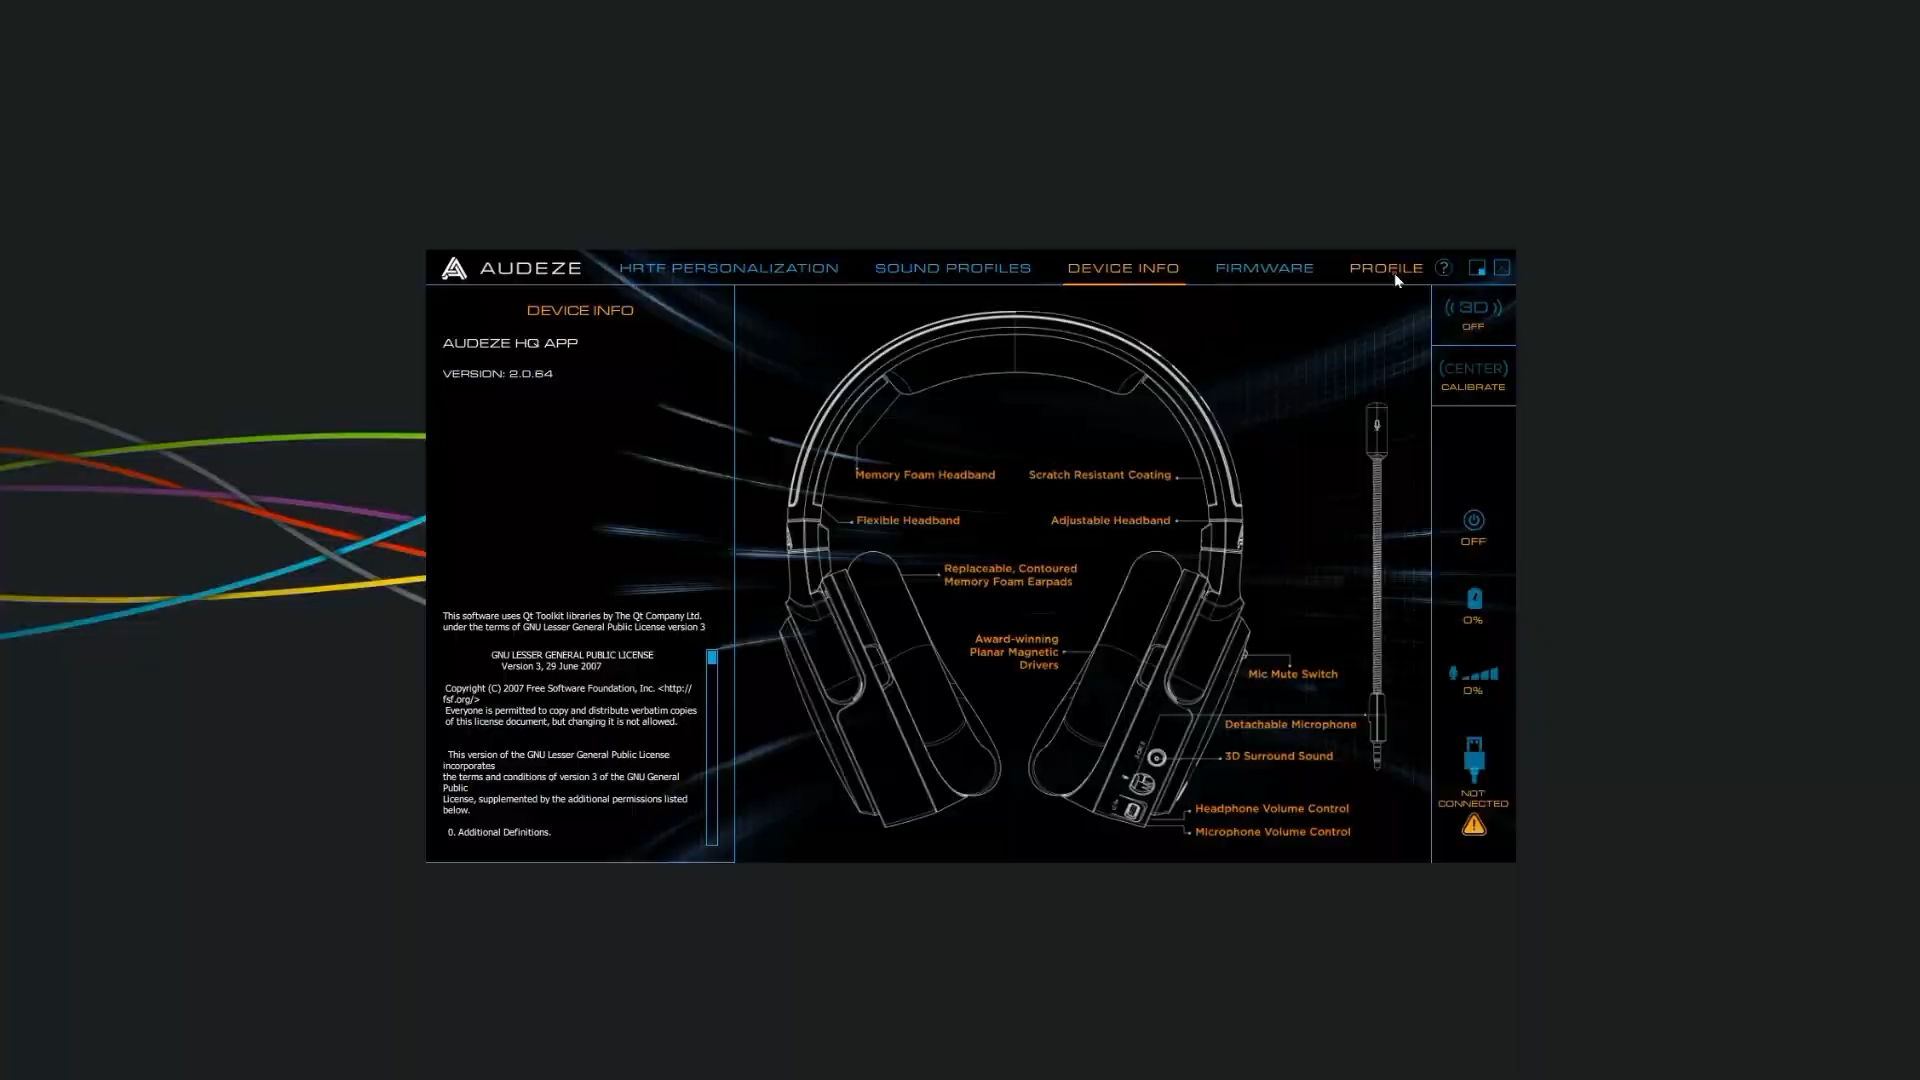 AUDEZE
HRTF PERSONALIZATION
SOUND PROFILES
DEVICE INFO
FIRMWARE
PROFILE
?
DEVICE INFO
AUDEZE HQ APP
VERSION: 2.0.64
This software uses Qt Toolkit libraries by The Qt Company Ltd.
under the terms of GNU Lesser General Public License version 3
GNU LESSER GENERAL PUBLIC LICENSE
Version 3, 29 June 2007
Copyright (C) 2007 Free Software Foundation, Inc. <http://
fsf.org/>
Everyone is permitted to copy and distribute verbatim copies
of this license document, but changing it is not allowed.
This version of the GNU Lesser General Public License
incorporates
the terms and conditions of version 3 of the GNU General
Public
License, supplemented by the additional permissions listed
below.
0. Additional Definitions.
Memory Foam Headband
Scratch Resistant Coating
Flexible Headband
Adjustable Headband
Replaceable, Contoured
Memory Foam Earpads
Award-winning
Planar Magnetic
Drivers
Mic Mute Switch
Detachable Microphone
3D Surround Sound
Headphone Volume Control
Microphone Volume Control
((3D))
OFF
(CENTER)
CALIBRATE
OFF
0%
0%
NOT
CONNECTED